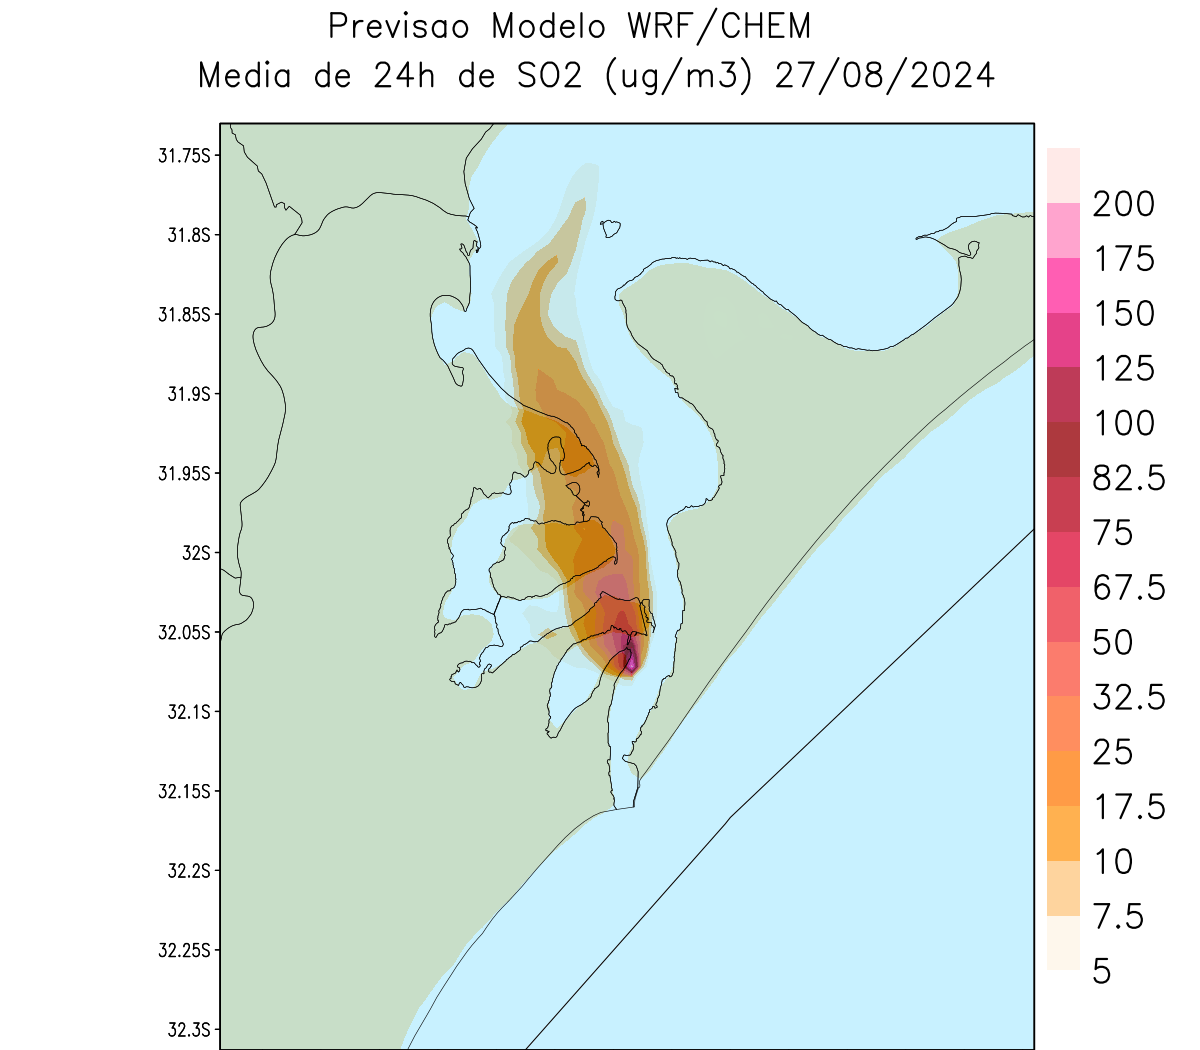 Previsao Modelo WRF/CHEM
Media de 24h de SO2 (ug/m3) 27/08/2024
31.75S
31.8S
31.85S
31.9S
31.95S
32S
32.05S
32.1S
32.15S
32.2S
32.25S
32.3S
200
175
150
125
100
82.5
75
67.5
50
32.5
25
17.5
10
7.5
5